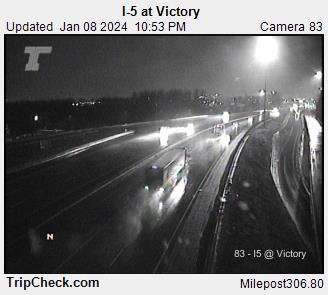 I-5 at Victory
Updated Jan 08 2024 10:53 PM Camera 83
N
83 - I5 @ Victory
TripCheck.com Milepost306.80